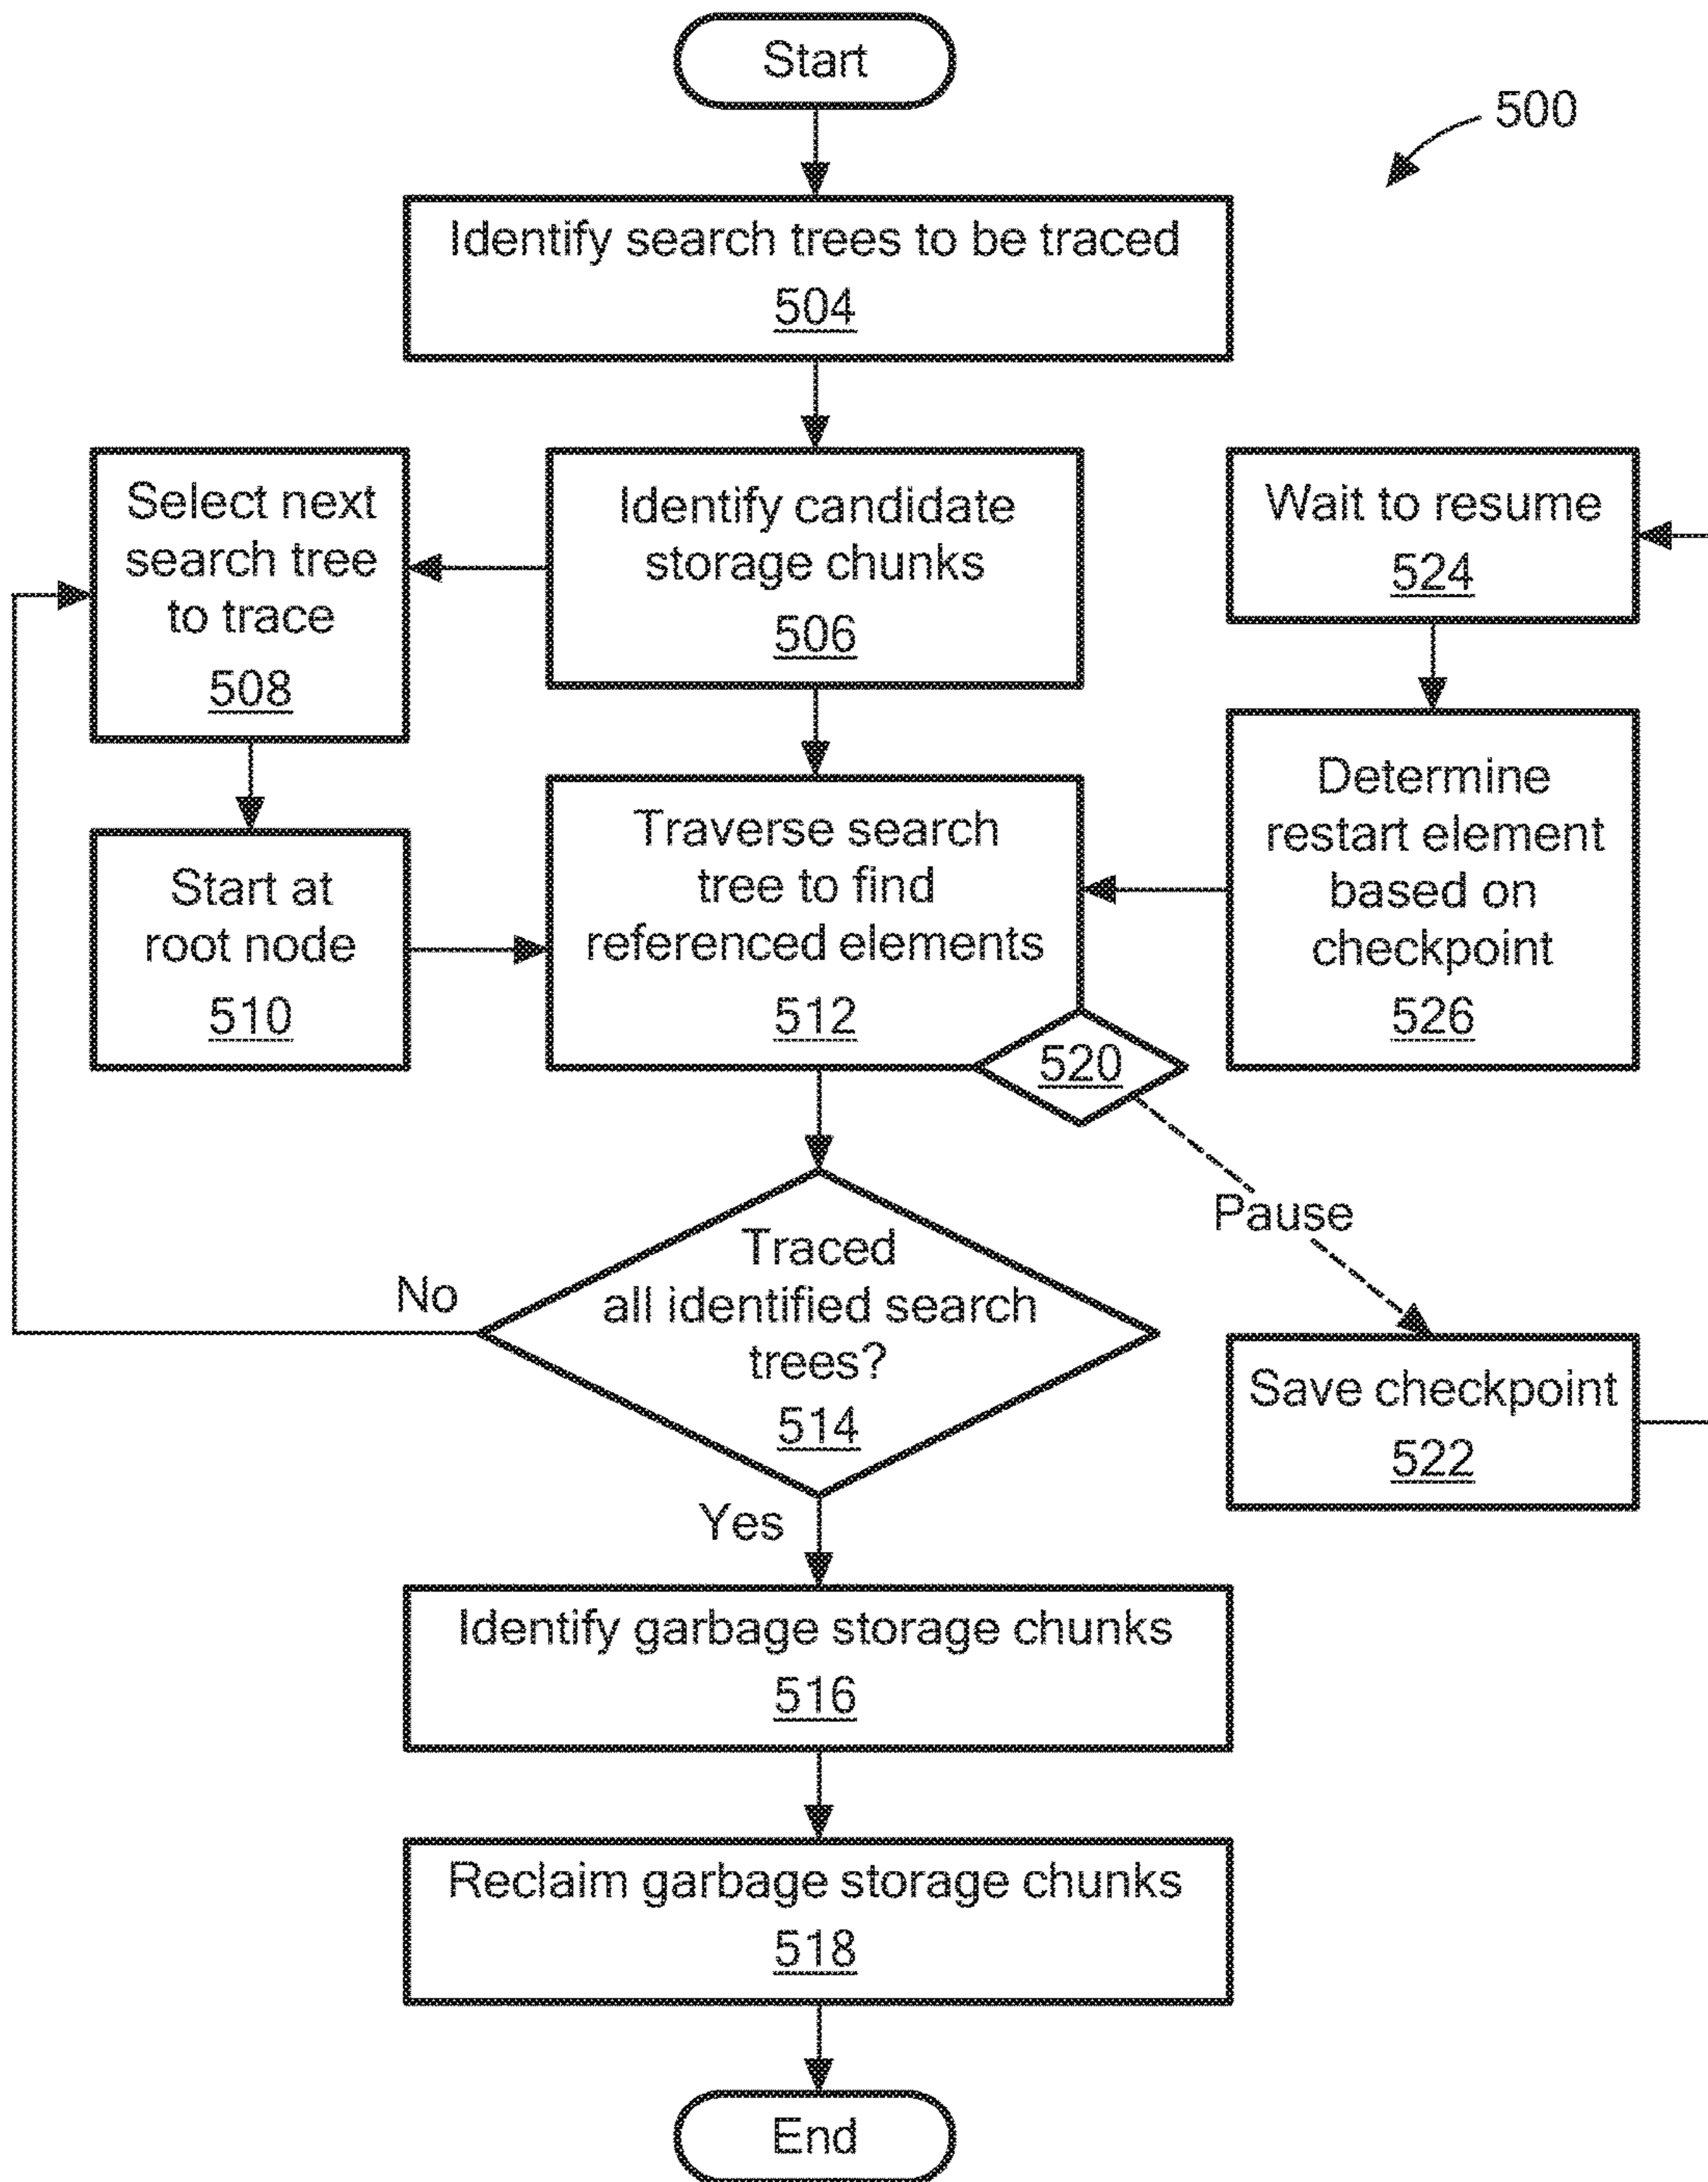 Start
500
Identify search trees to be traced
504
Select next
search tree
to trace
508
Identify candidate
storage chunks
506
Wait to resume
524
Start at
root node
510
Traverse search
tree to find
referenced elements
512
Determine
restart element
based on
checkpoint
526
520
Pause
No
Traced
all identified search
trees?
514
Save checkpoint
522
Yes
Identify garbage storage chunks
516
Reclaim garbage storage chunks
518
End